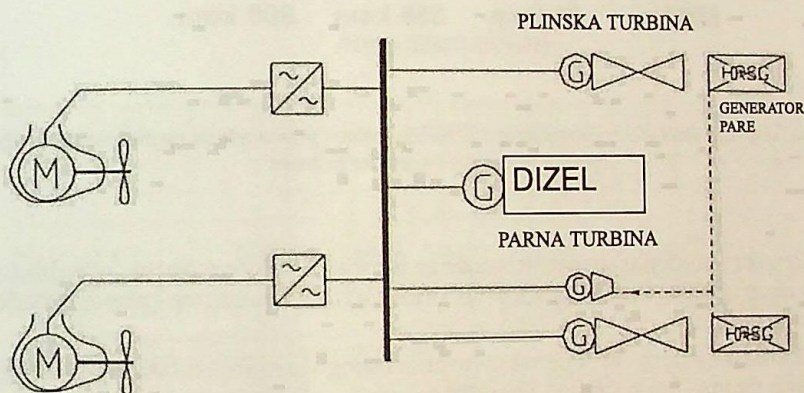 PLINSKA TURBINA
G
HRSG
GENERATOR
PARE
M
G
DIZEL
PARNA TURBINA
G
M
G
HRSG